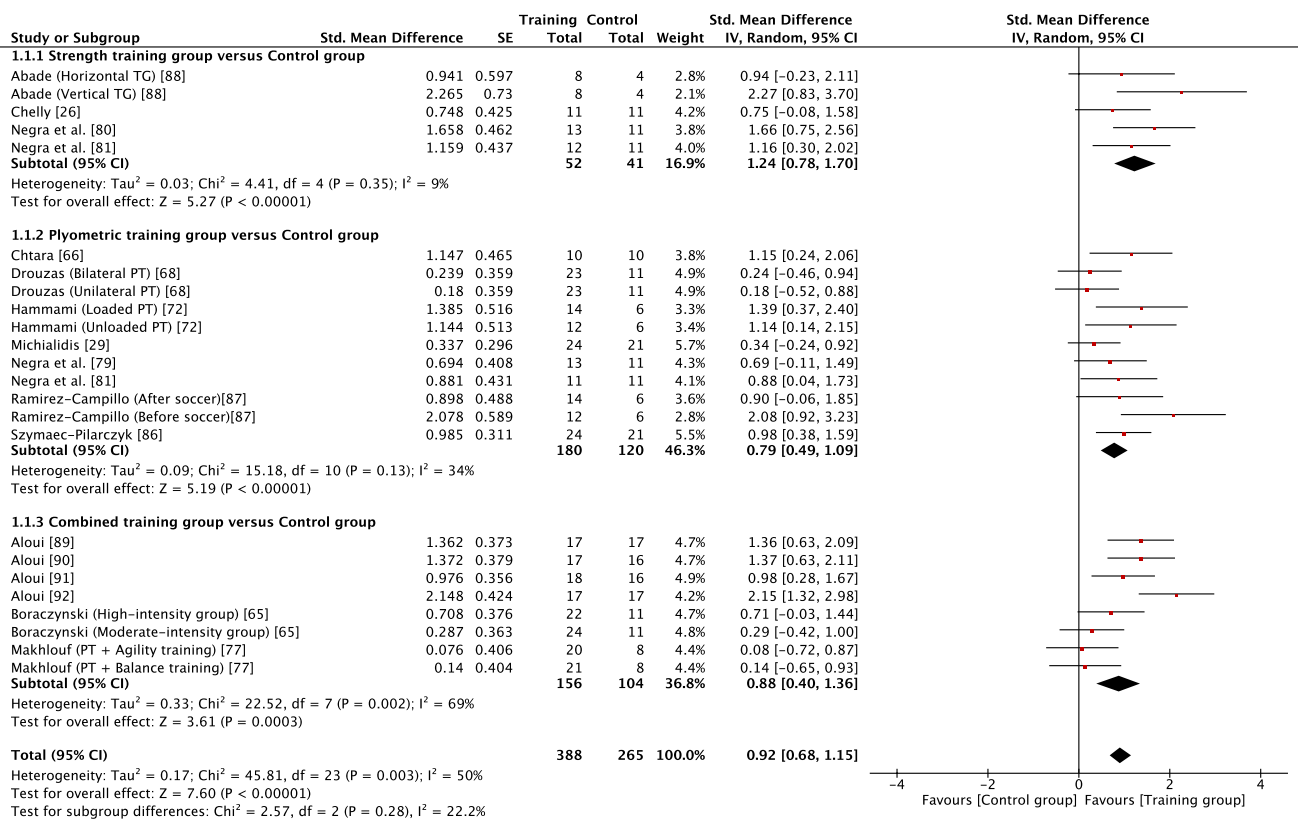 Training Control
Std. Mean Difference
Std. Mean Difference
Study or Subgroup Std. Mean Difference SE Total Total Weight IV, Random, 95% CI IV, Random, 95% CI
1.1.1 Strength training group versus Control group
Abade (Horizontal TG) [88] 0.941 0.597 8 4 2.8% 0.94 [−0.23, 2.11]
Abade (Vertical TG) [88] 2.265 0.73 8 4 2.1% 2.27 [0.83, 3.70]
Chelly [26] 0.748 0.425 11 11 4.2% 0.75 [−0.08, 1.58]
Negra et al. [80] 1.658 0.462 13 11 3.8% 1.66 [0.75, 2.56]
Negra et al. [81] 1.159 0.437 12 11 4.0% 1.16 [0.30, 2.02]
Subtotal (95% CI) 52 41 16.9% 1.24 [0.78, 1.70]
Heterogeneity: Tau² = 0.03; Chi² = 4.41, df = 4 (P = 0.35); I² = 9%
Test for overall effect: Z = 5.27 (P < 0.00001)
1.1.2 Plyometric training group versus Control group
Chtara [66] 1.147 0.465 10 10 3.8% 1.15 [0.24, 2.06]
Drouzas (Bilateral PT) [68] 0.239 0.359 23 11 4.9% 0.24 [−0.46, 0.94]
Drouzas (Unilateral PT) [68] 0.18 0.359 23 11 4.9% 0.18 [−0.52, 0.88]
Hammami (Loaded PT) [72] 1.385 0.516 14 6 3.3% 1.39 [0.37, 2.40]
Hammami (Unloaded PT) [72] 1.144 0.513 12 6 3.4% 1.14 [0.14, 2.15]
Michialidis [29] 0.337 0.296 24 21 5.7% 0.34 [−0.24, 0.92]
Negra et al. [79] 0.694 0.408 13 11 4.3% 0.69 [−0.11, 1.49]
Negra et al. [81] 0.881 0.431 11 11 4.1% 0.88 [0.04, 1.73]
Ramirez-Campillo (After soccer)[87] 0.898 0.488 14 6 3.6% 0.90 [−0.06, 1.85]
Ramirez-Campillo (Before soccer)[87] 2.078 0.589 12 6 2.8% 2.08 [0.92, 3.23]
Szymaec-Pilarczyk [86] 0.985 0.311 24 21 5.5% 0.98 [0.38, 1.59]
Subtotal (95% CI) 180 120 46.3% 0.79 [0.49, 1.09]
Heterogeneity: Tau² = 0.09; Chi² = 15.18, df = 10 (P = 0.13); I² = 34%
Test for overall effect: Z = 5.19 (P < 0.00001)
1.1.3 Combined training group versus Control group
Aloui [89] 1.362 0.373 17 17 4.7% 1.36 [0.63, 2.09]
Aloui [90] 1.372 0.379 17 16 4.7% 1.37 [0.63, 2.11]
Aloui [91] 0.976 0.356 18 16 4.9% 0.98 [0.28, 1.67]
Aloui [92] 2.148 0.424 17 17 4.2% 2.15 [1.32, 2.98]
Boraczynski (High-intensity group) [65] 0.708 0.376 22 11 4.7% 0.71 [−0.03, 1.44]
Boraczynski (Moderate-intensity group) [65] 0.287 0.363 24 11 4.8% 0.29 [−0.42, 1.00]
Makhlouf (PT + Agility training) [77] 0.076 0.406 20 8 4.4% 0.08 [−0.72, 0.87]
Makhlouf (PT + Balance training) [77] 0.14 0.404 21 8 4.4% 0.14 [−0.65, 0.93]
Subtotal (95% CI) 156 104 36.8% 0.88 [0.40, 1.36]
Heterogeneity: Tau² = 0.33; Chi² = 22.52, df = 7 (P = 0.002); I² = 69%
Test for overall effect: Z = 3.61 (P = 0.0003)
Total (95% CI) 388 265 100.0% 0.92 [0.68, 1.15]
Heterogeneity: Tau² = 0.17; Chi² = 45.81, df = 23 (P = 0.003); I² = 50%
Test for overall effect: Z = 7.60 (P < 0.00001)
Test for subgroup differences: Chi² = 2.57, df = 2 (P = 0.28), I² = 22.2%
−4 −2 0 2 4
Favours [Control group] Favours [Training group]